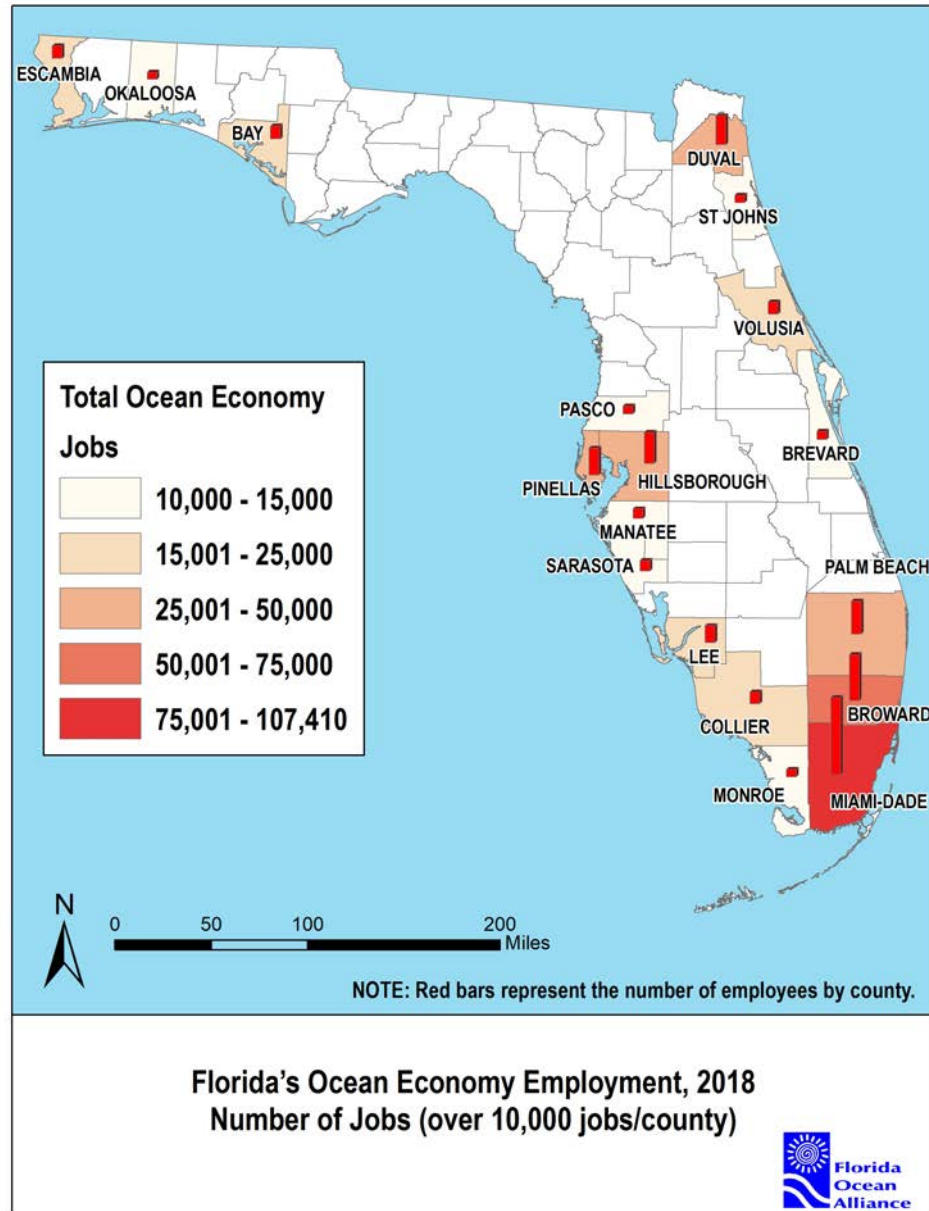 ESCAMBIA
OKALOOSA
BAY
DUVAL
ST JOHNS
VOLUSIA
PASCO
BREVARD
PINELLAS
HILLSBOROUGH
MANATEE
SARASOTA
PALM BEACH
LEE
COLLIER
BROWARD
MONROE
MIAMI-DADE
Total Ocean Economy
Jobs
10,000 - 15,000
15,001 - 25,000
25,001 - 50,000
50,001 - 75,000
75,001 - 107,410
N
0 50 100 200
Miles
NOTE: Red bars represent the number of employees by county.
Florida's Ocean Economy Employment, 2018
Number of Jobs (over 10,000 jobs/county)
Florida
Ocean
Alliance